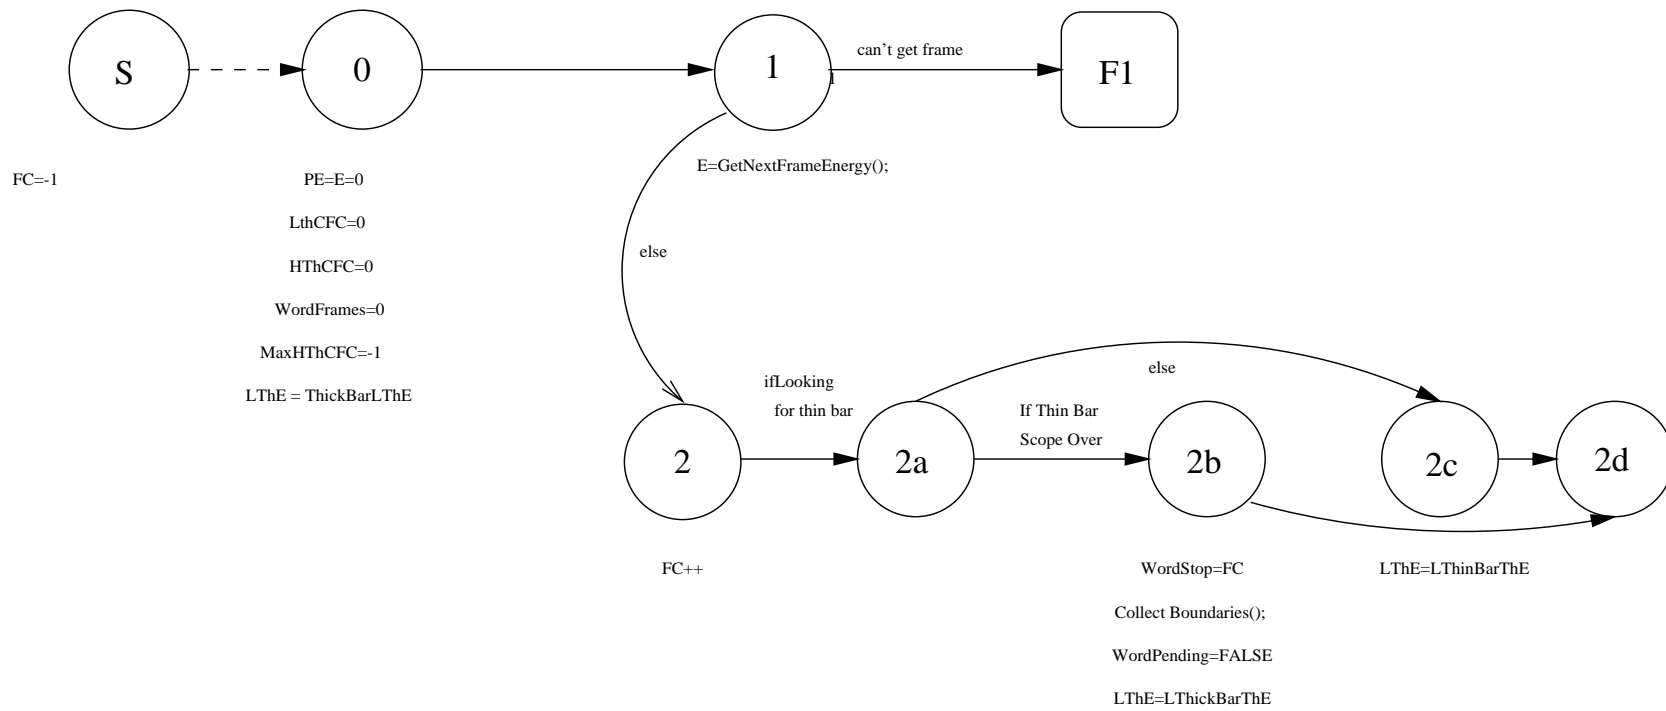 S
0
1
can't get frame
1
F1
FC=-1
PE=E=0
LthCFC=0
HThCFC=0
WordFrames=0
MaxHThCFC=-1
LThE = ThickBarLThE
E=GetNextFrameEnergy();
else
ifLooking
for thin bar
If Thin Bar
Scope Over
else
2
2a
2b
2c
2d
FC++
WordStop=FC
Collect Boundaries();
WordPending=FALSE
LThE=LThickBarThE
LThE=LThinBarThE